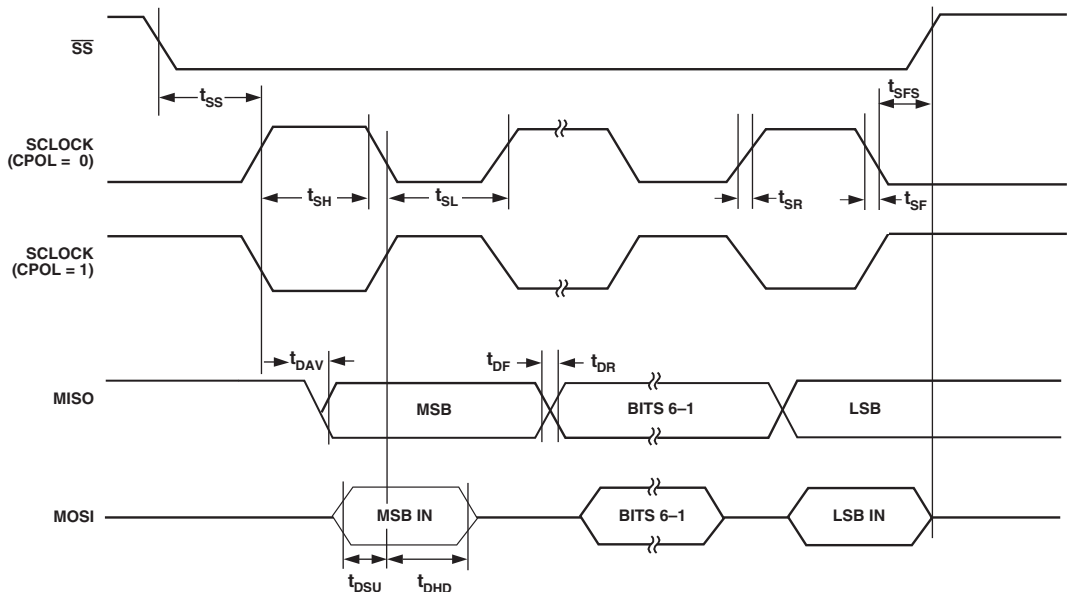 SS
tSS
tSFS
SCLOCK
(CPOL = 0)
tSH
tSL
tSR
tSF
SCLOCK
(CPOL = 1)
tDAV
tDF
tDR
MISO
MSB
BITS 6–1
LSB
MOSI
MSB IN
BITS 6–1
LSB IN
tDSU
tDHD